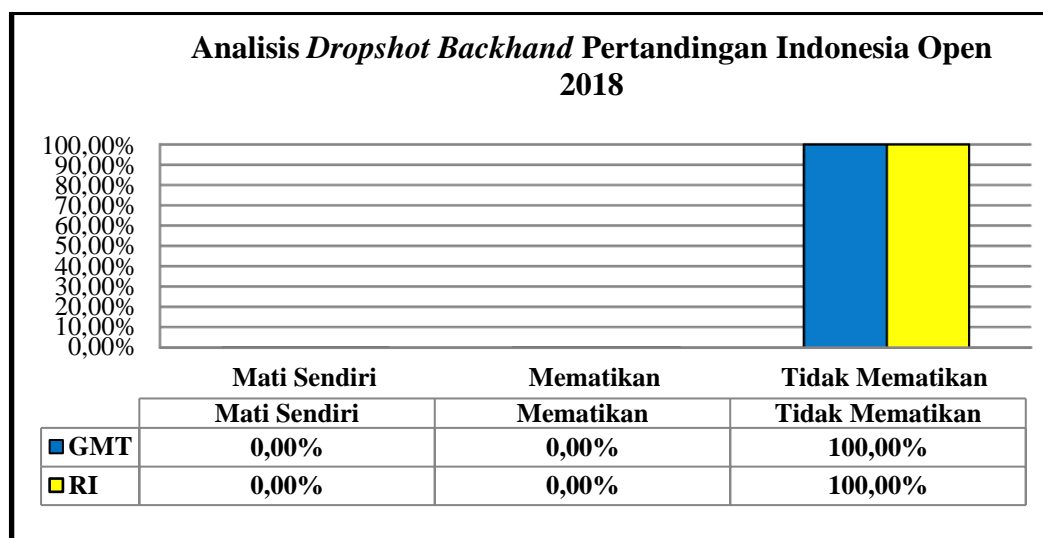 Analisis Dropshot Backhand Pertandingan Indonesia Open
2018
100,00%
90,00%
80,00%
70,00%
60,00%
50,00%
40,00%
30,00%
20,00%
10,00%
0,00%
Mati Sendiri Mematikan Tidak Mematikan
Mati Sendiri Mematikan Tidak Mematikan
GMT 0,00% 0,00% 100,00%
RI 0,00% 0,00% 100,00%